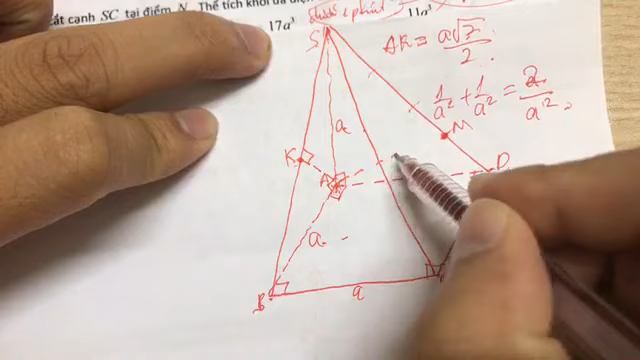 cắt cạnh SC tại điểm N. Thể tích khối đa diện
17a³
11a³
S
AK = a√2/2.
1/a² + 1/a² = 2/a².
a
M
K
A
D
a
B
a